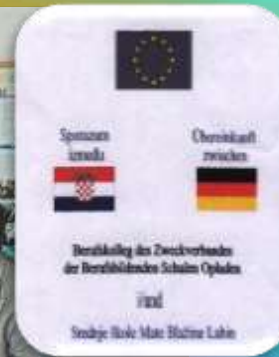 Sporazum
između
Übereinkunft
zwischen
Berufskolleg des Zweckverbandes
der Berufsbildenden Schulen Opladen
i/und
Srednje škole Mate Blažine Labin